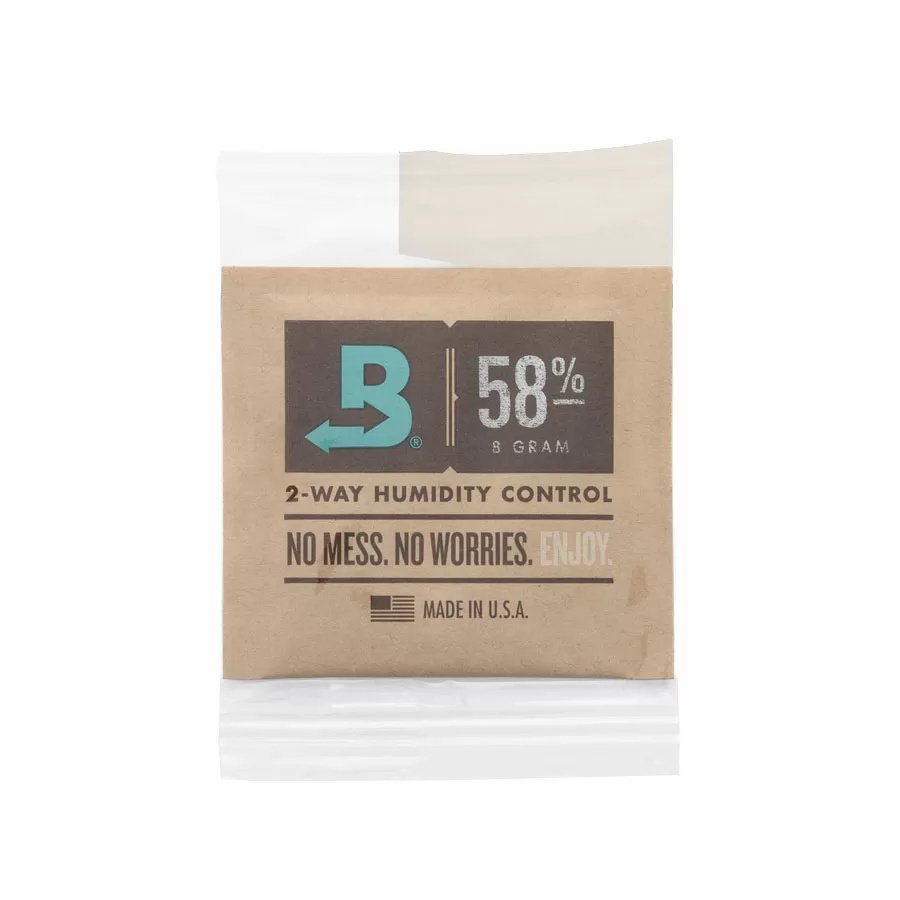 B®
58%
8 GRAM
2-WAY HUMIDITY CONTROL
NO MESS. NO WORRIES. ENJOY.
MADE IN U.S.A.